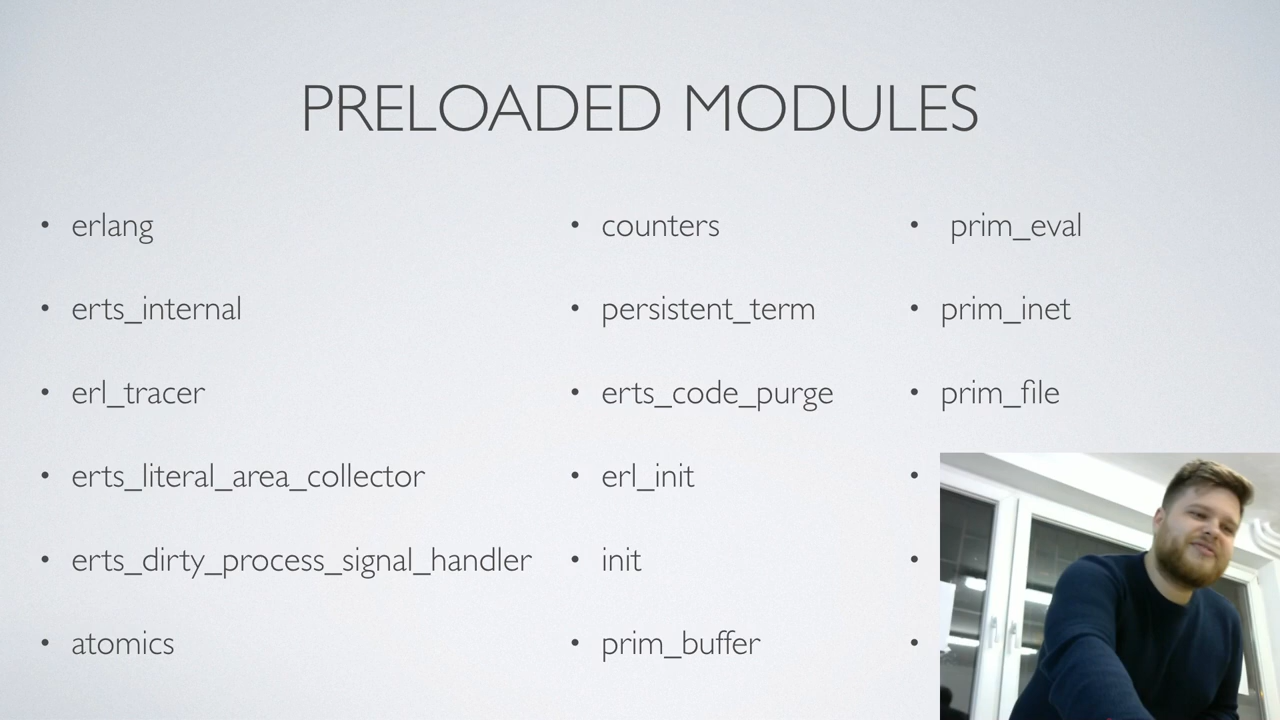 PRELOADED MODULES
• erlang
• erts_internal
• erl_tracer
• erts_literal_area_collector
• erts_dirty_process_signal_handler
• atomics
• counters
• persistent_term
• erts_code_purge
• erl_init
• init
• prim_buffer
• prim_eval
• prim_inet
• prim_file
•
•
•